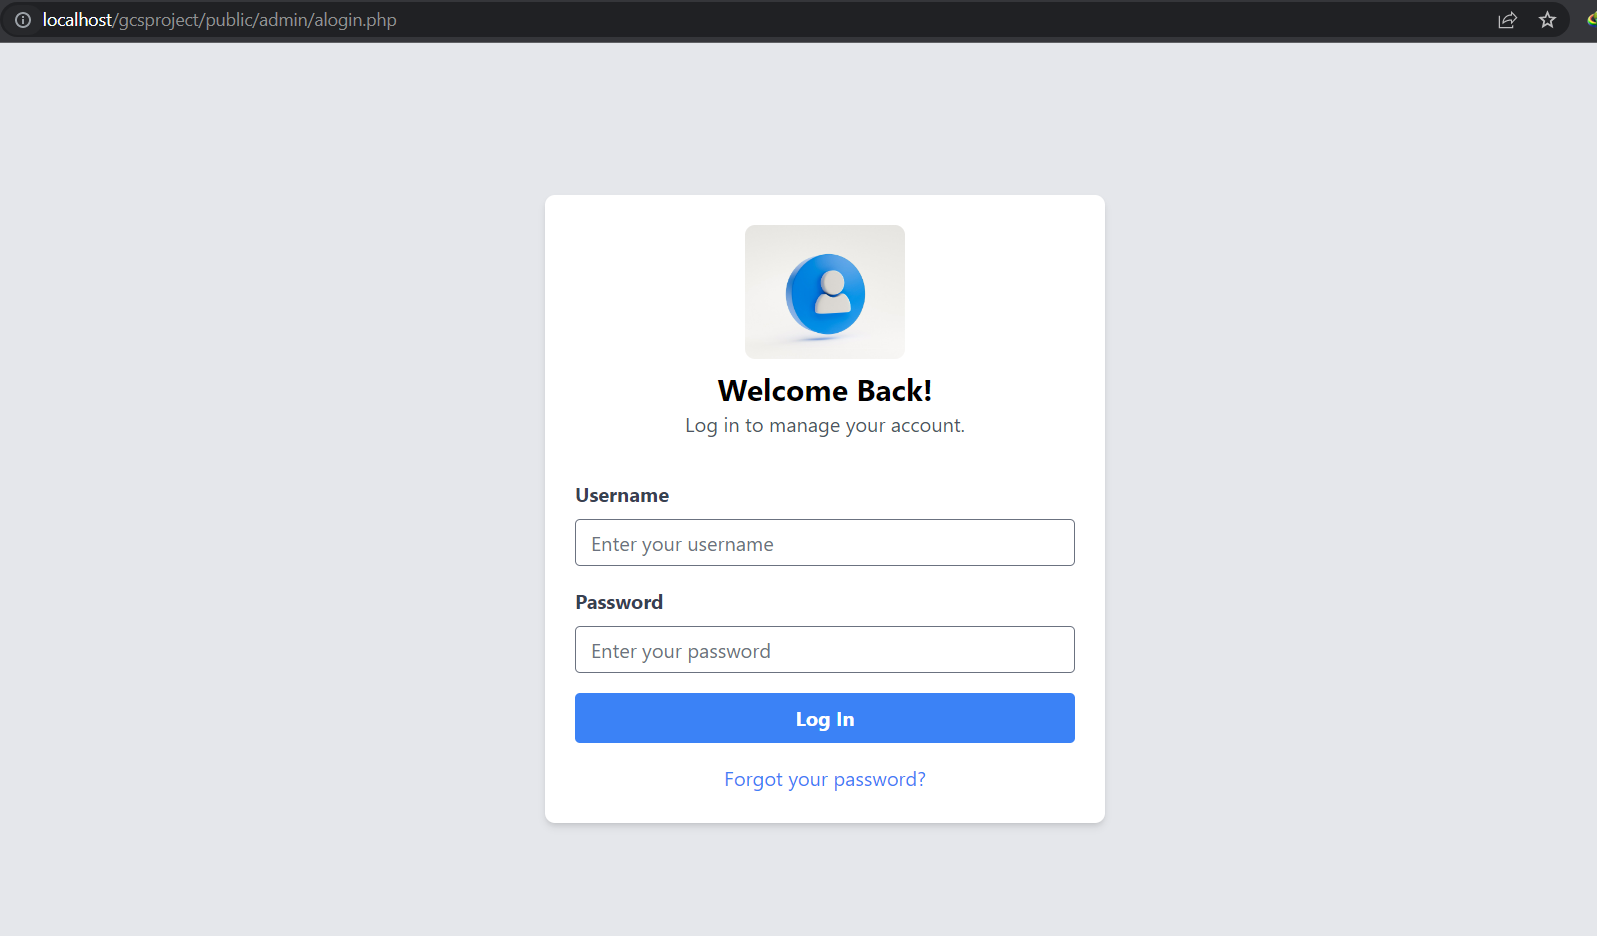 localhost/gcsproject/public/admin/alogin.php
Welcome Back!
Log in to manage your account.
Username
Enter your username
Password
Enter your password
Log In
Forgot your password?